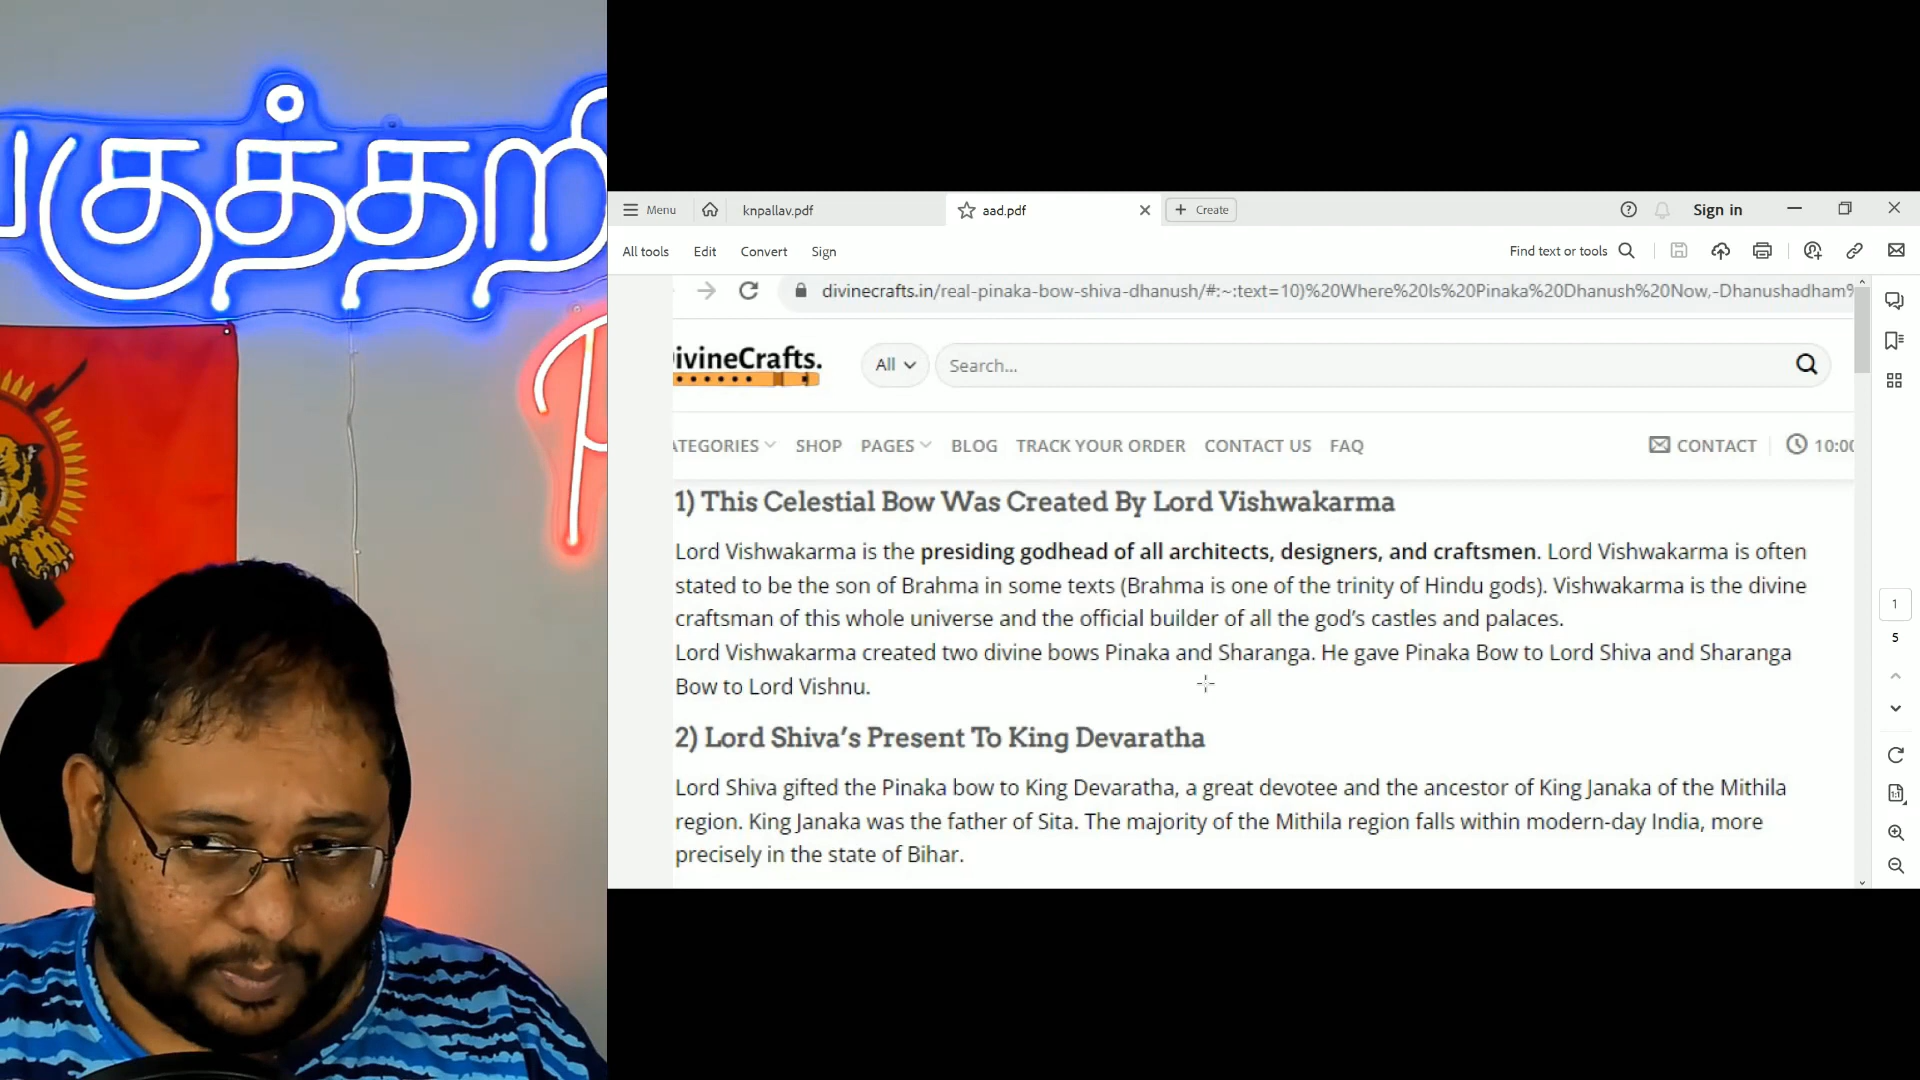 பகுத்தறி
P
Menu knpallav.pdf aad.pdf Create Sign in
All tools Edit Convert Sign Find text or tools
divinecrafts.in/real-pinaka-bow-shiva-dhanush/#:~:text=10)%20Where%20Is%20Pinaka%20Dhanush%20Now,-Dhanushadham%
ivineCrafts. All Search...
ATEGORIES SHOP PAGES BLOG TRACK YOUR ORDER CONTACT US FAQ CONTACT 10:00
1) This Celestial Bow Was Created By Lord Vishwakarma
Lord Vishwakarma is the presiding godhead of all architects, designers, and craftsmen. Lord Vishwakarma is often
stated to be the son of Brahma in some texts (Brahma is one of the trinity of Hindu gods). Vishwakarma is the divine
craftsman of this whole universe and the official builder of all the god’s castles and palaces.
Lord Vishwakarma created two divine bows Pinaka and Sharanga. He gave Pinaka Bow to Lord Shiva and Sharanga
Bow to Lord Vishnu.
2) Lord Shiva’s Present To King Devaratha
Lord Shiva gifted the Pinaka bow to King Devaratha, a great devotee and the ancestor of King Janaka of the Mithila
region. King Janaka was the father of Sita. The majority of the Mithila region falls within modern-day India, more
precisely in the state of Bihar.
1
5
1:1